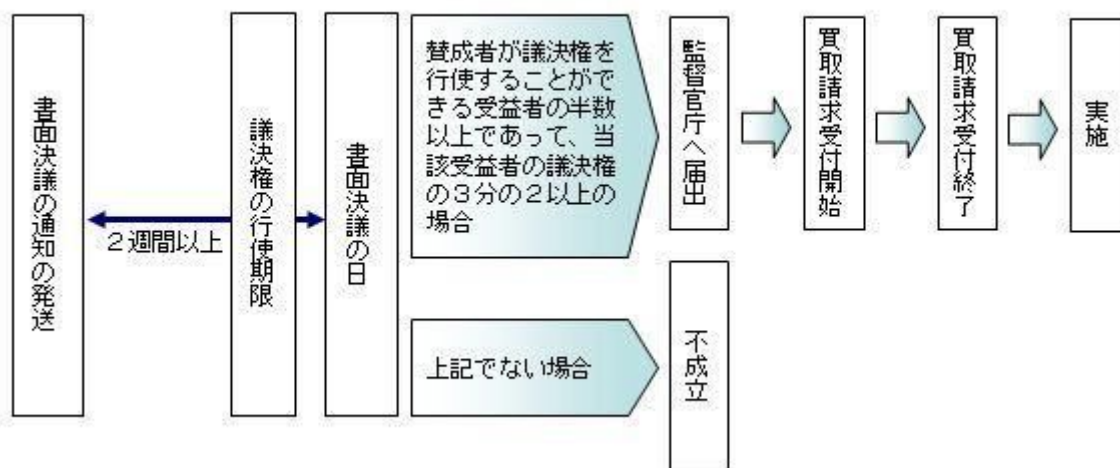 書面決議の通知の発送
２週間以上
議決権の行使期限
書面決議の日
賛成者が議決権を
行使することがで
きる受益者の半数
以上であって、当
該受益者の議決権
の３分の２以上の
場合
監督官庁へ届出
買取請求受付開始
買取請求受付終了
実施
上記でない場合
不成立